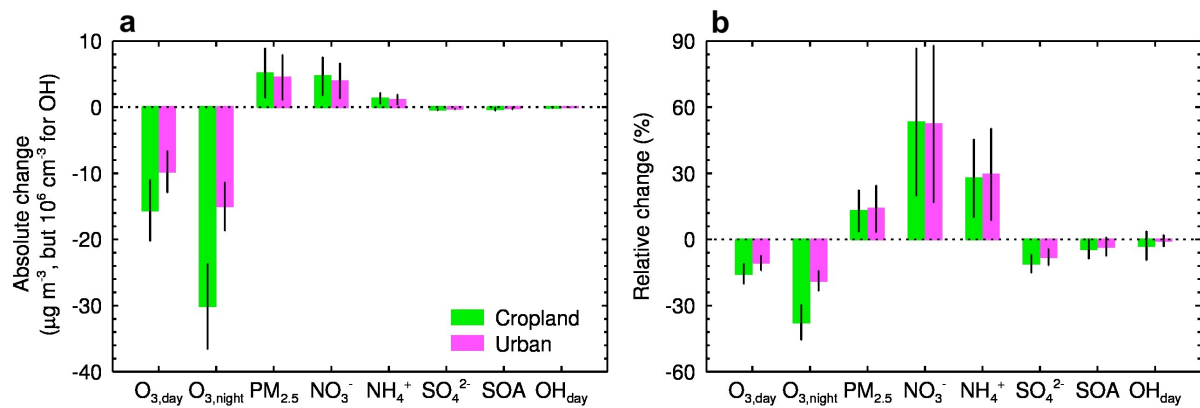 a
10
0
-10
-20
-30
-40
Absolute change
(μg m⁻³, but 10⁶ cm⁻³ for OH)
Cropland
Urban
O₃,day O₃,night PM₂.₅ NO₃⁻ NH₄⁺ SO₄²⁻ SOA OHday
b
90
60
30
0
-30
-60
Relative change (%)
O₃,day O₃,night PM₂.₅ NO₃⁻ NH₄⁺ SO₄²⁻ SOA OHday